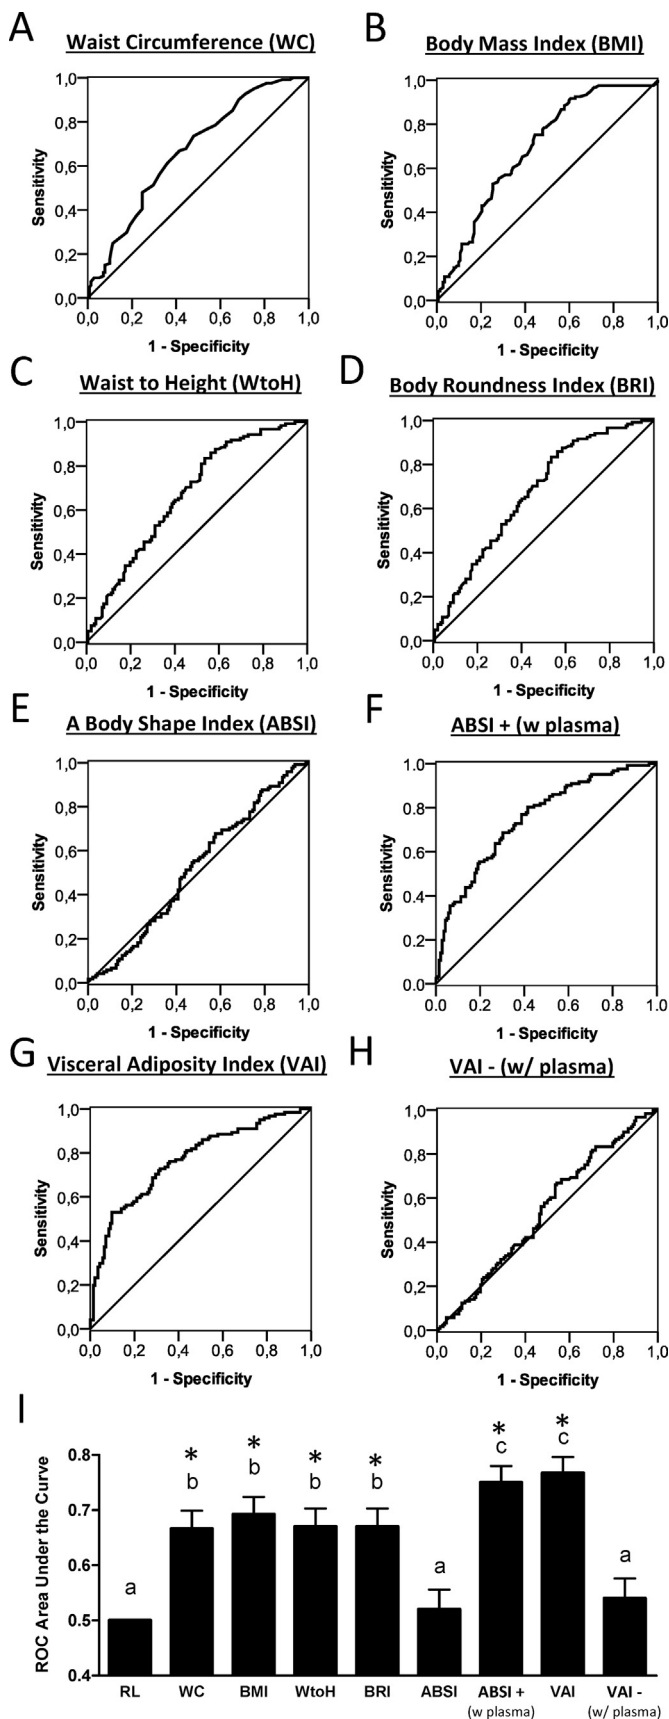 A
Waist Circumference (WC)
1,0
0,8
0,6
0,4
0,2
0,0
Sensitivity
0,0 0,2 0,4 0,6 0,8 1,0
1 - Specificity
B
Body Mass Index (BMI)
1,0
0,8
0,6
0,4
0,2
0,0
Sensitivity
0,0 0,2 0,4 0,6 0,8 1,0
1 - Specificity
C
Waist to Height (WtoH)
1,0
0,8
0,6
0,4
0,2
0,0
Sensitivity
0,0 0,2 0,4 0,6 0,8 1,0
1 - Specificity
D
Body Roundness Index (BRI)
1,0
0,8
0,6
0,4
0,2
0,0
Sensitivity
0,0 0,2 0,4 0,6 0,8 1,0
1 - Specificity
E
A Body Shape Index (ABSI)
1,0
0,8
0,6
0,4
0,2
0,0
Sensitivity
0,0 0,2 0,4 0,6 0,8 1,0
1 - Specificity
F
ABSI + (w plasma)
1.0
0.8
0.6
0.4
0.2
0.0
Sensitivity
0.0 0.2 0.4 0.6 0.8 1.0
1 - Specificity
G
Visceral Adiposity Index (VAI)
1,0
0,8
0,6
0,4
0,2
0,0
Sensitivity
0,0 0,2 0,4 0,6 0,8 1,0
1 - Specificity
H
VAI - (w/ plasma)
1,0
0,8
0,6
0,4
0,2
0,0
Sensitivity
0,0 0,2 0,4 0,6 0,8 1,0
1 - Specificity
I
ROC Area Under the Curve
0.8
0.7
0.6
0.5
0.4
* * * * * *
a b b b b a c c a
RL WC BMI WtoH BRI ABSI ABSI + VAI VAI -
(w plasma) (w/ plasma)